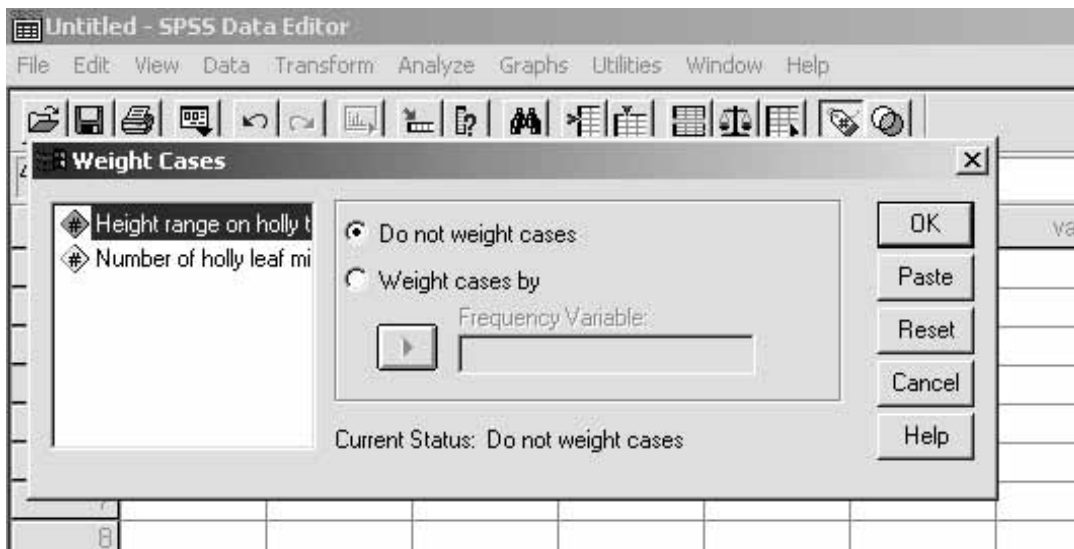 Untitled - SPSS Data Editor
File Edit View Data Transform Analyze Graphs Utilities Window Help
Weight Cases
Height range on holly t
Number of holly leaf mi
Do not weight cases
Weight cases by
Frequency Variable:
Current Status: Do not weight cases
OK
Paste
Reset
Cancel
Help
va
7
8